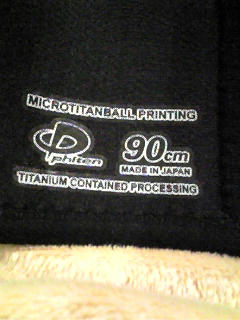 MICROTITANBALL PRINTING
phiten
90cm
MADE IN JAPAN
TITANIUM CONTAINED PROCESSING